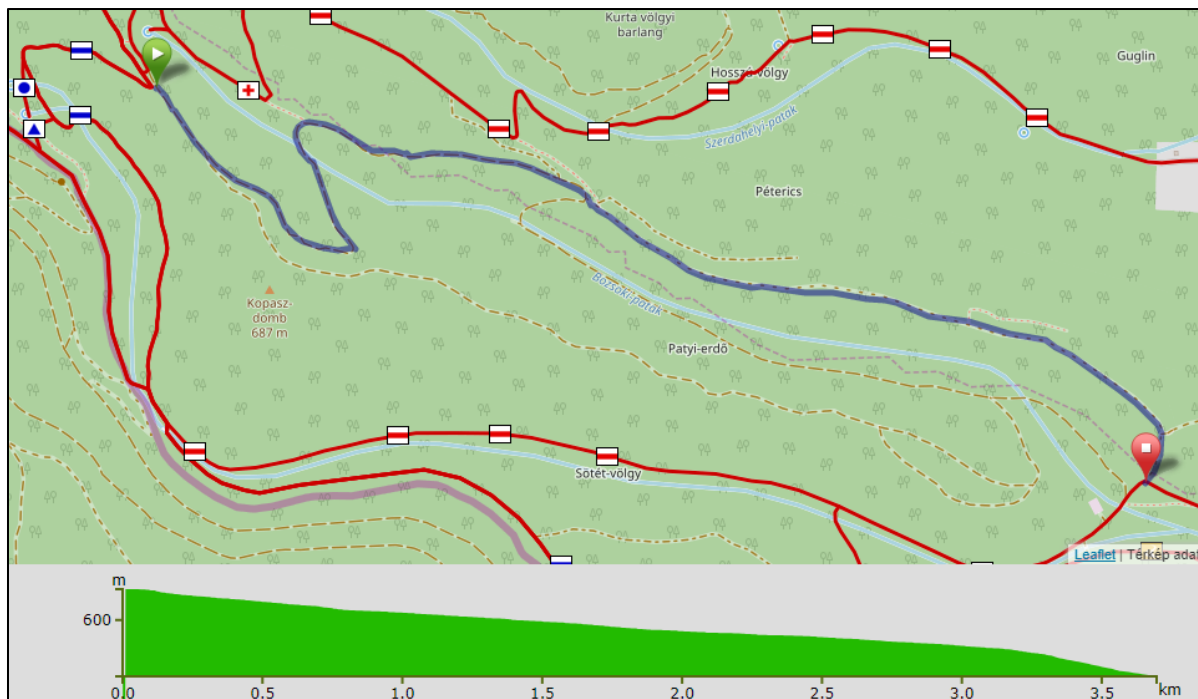 Kurta völgyi
barlang
Guglin
Hosszú-völgy
Szerdahelyi-patak
Péterics
Bozsoki-patak
Kopasz-
domb
687 m
Patyi-erdő
Sötét-völgy
Leaflet | Térkép adat
m
600
0.0 0.5 1.0 1.5 2.0 2.5 3.0 3.5 km